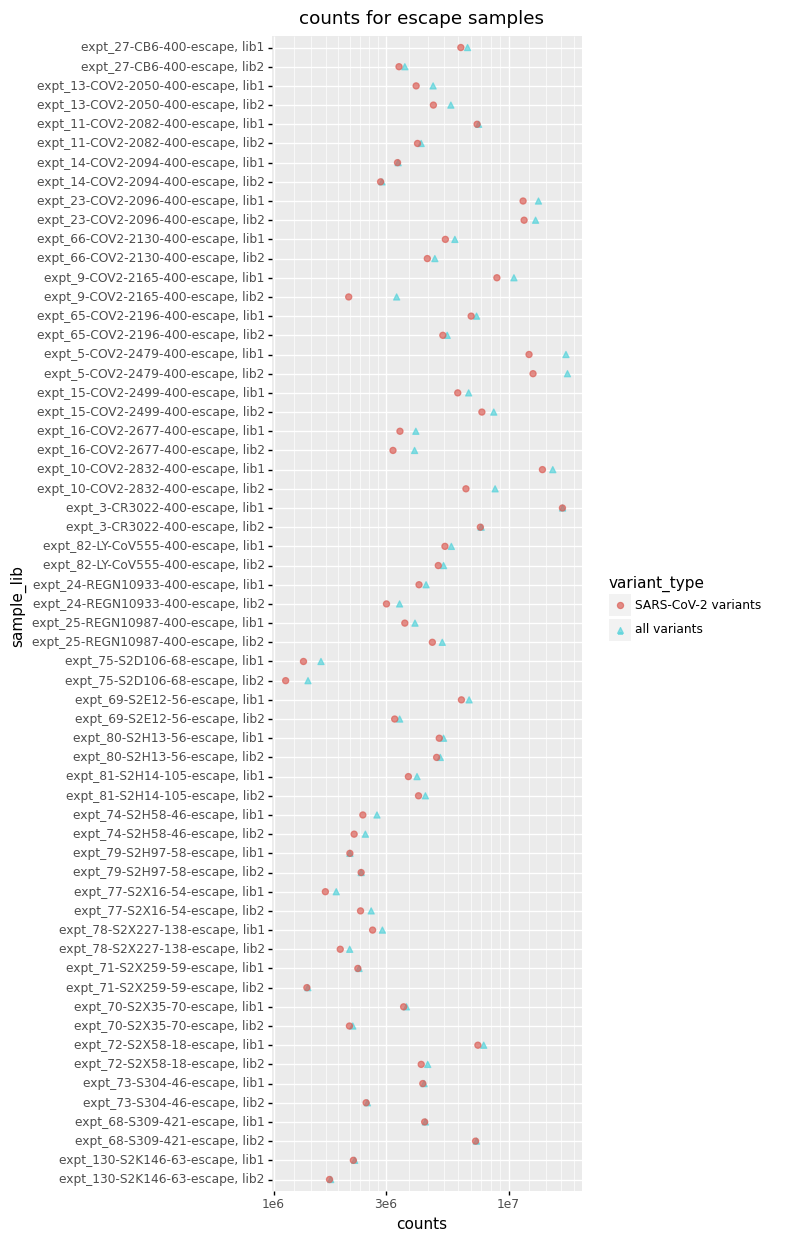 counts for escape samples
expt_27-CB6-400-escape, lib1
expt_27-CB6-400-escape, lib2
expt_13-COV2-2050-400-escape, lib1
expt_13-COV2-2050-400-escape, lib2
expt_11-COV2-2082-400-escape, lib1
expt_11-COV2-2082-400-escape, lib2
expt_14-COV2-2094-400-escape, lib1
expt_14-COV2-2094-400-escape, lib2
expt_23-COV2-2096-400-escape, lib1
expt_23-COV2-2096-400-escape, lib2
expt_66-COV2-2130-400-escape, lib1
expt_66-COV2-2130-400-escape, lib2
expt_9-COV2-2165-400-escape, lib1
expt_9-COV2-2165-400-escape, lib2
expt_65-COV2-2196-400-escape, lib1
expt_65-COV2-2196-400-escape, lib2
expt_5-COV2-2479-400-escape, lib1
expt_5-COV2-2479-400-escape, lib2
expt_15-COV2-2499-400-escape, lib1
expt_15-COV2-2499-400-escape, lib2
expt_16-COV2-2677-400-escape, lib1
expt_16-COV2-2677-400-escape, lib2
expt_10-COV2-2832-400-escape, lib1
expt_10-COV2-2832-400-escape, lib2
expt_3-CR3022-400-escape, lib1
expt_3-CR3022-400-escape, lib2
expt_82-LY-CoV555-400-escape, lib1
expt_82-LY-CoV555-400-escape, lib2
expt_24-REGN10933-400-escape, lib1
expt_24-REGN10933-400-escape, lib2
expt_25-REGN10987-400-escape, lib1
expt_25-REGN10987-400-escape, lib2
expt_75-S2D106-68-escape, lib1
expt_75-S2D106-68-escape, lib2
expt_69-S2E12-56-escape, lib1
expt_69-S2E12-56-escape, lib2
expt_80-S2H13-56-escape, lib1
expt_80-S2H13-56-escape, lib2
expt_81-S2H14-105-escape, lib1
expt_81-S2H14-105-escape, lib2
expt_74-S2H58-46-escape, lib1
expt_74-S2H58-46-escape, lib2
expt_79-S2H97-58-escape, lib1
expt_79-S2H97-58-escape, lib2
expt_77-S2X16-54-escape, lib1
expt_77-S2X16-54-escape, lib2
expt_78-S2X227-138-escape, lib1
expt_78-S2X227-138-escape, lib2
expt_71-S2X259-59-escape, lib1
expt_71-S2X259-59-escape, lib2
expt_70-S2X35-70-escape, lib1
expt_70-S2X35-70-escape, lib2
expt_72-S2X58-18-escape, lib1
expt_72-S2X58-18-escape, lib2
expt_73-S304-46-escape, lib1
expt_73-S304-46-escape, lib2
expt_68-S309-421-escape, lib1
expt_68-S309-421-escape, lib2
expt_130-S2K146-63-escape, lib1
expt_130-S2K146-63-escape, lib2
sample_lib
1e6 3e6 1e7
counts
variant_type
SARS-CoV-2 variants
all variants